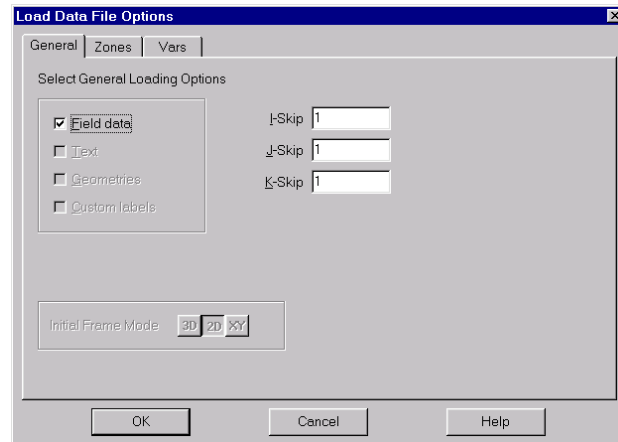 Load Data File Options
General Zones Vars
Select General Loading Options
Field data
Text
Geometries
Custom labels
I-Skip 1
J-Skip 1
K-Skip 1
Initial Frame Mode 3D 2D XY
OK Cancel Help